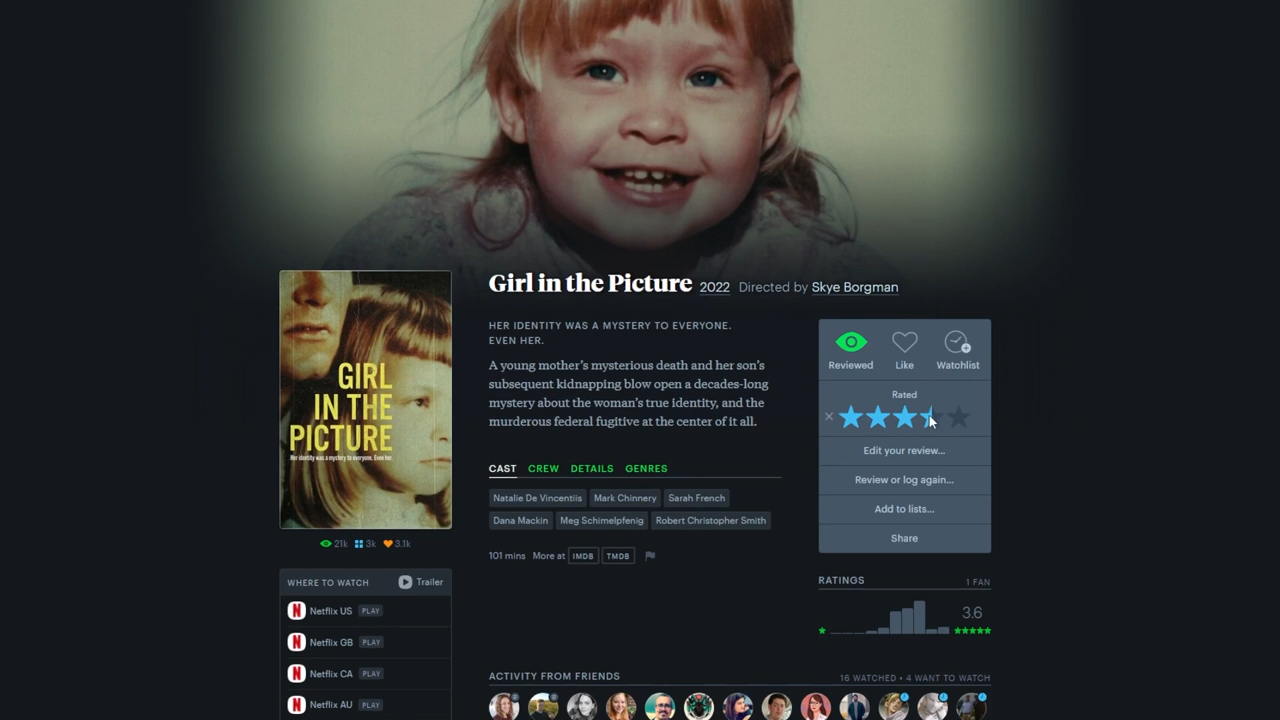 Girl in the Picture 2022 Directed by Skye Borgman
HER IDENTITY WAS A MYSTERY TO EVERYONE.
EVEN HER.
A young mother's mysterious death and her son's
subsequent kidnapping blow open a decades-long
mystery about the woman's true identity, and the
murderous federal fugitive at the center of it all.
CAST CREW DETAILS GENRES
Natalie De Vincentiis Mark Chinnery Sarah French
Dana Mackin Meg Schimelpfenig Robert Christopher Smith
101 mins More at IMDB TMDB
GIRL
IN THE
PICTURE
Her identity was a mystery to everyone. Even her.
21k 3k 3.1k
WHERE TO WATCH Trailer
N Netflix US PLAY
N Netflix GB PLAY
N Netflix CA PLAY
N Netflix AU PLAY
Reviewed Like Watchlist
Rated
Edit your review...
Review or log again...
Add to lists...
Share
RATINGS 1 FAN
3.6
ACTIVITY FROM FRIENDS 16 WATCHED • 4 WANT TO WATCH